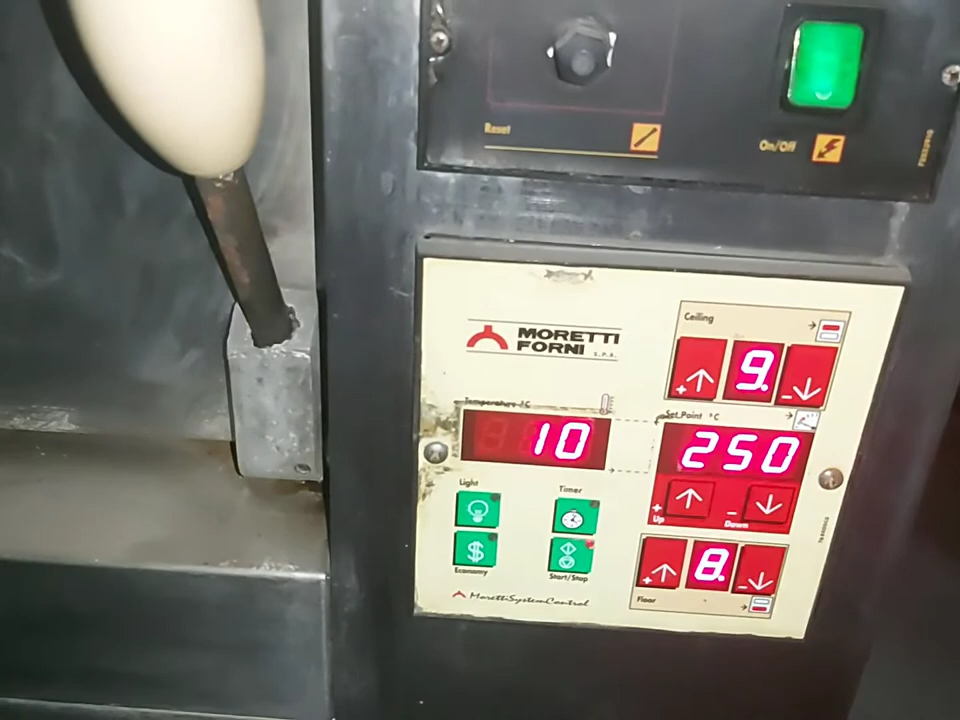 Reset
On/Off
MORETTI
FORNI S.P.A.
Ceiling
+ 9. -
Temperature °C
10
Set Point °C
250
+ Up
- Down
Light
Timer
$
Economy
Start/Stop
+ 8. -
Floor
MorettiSystemControl